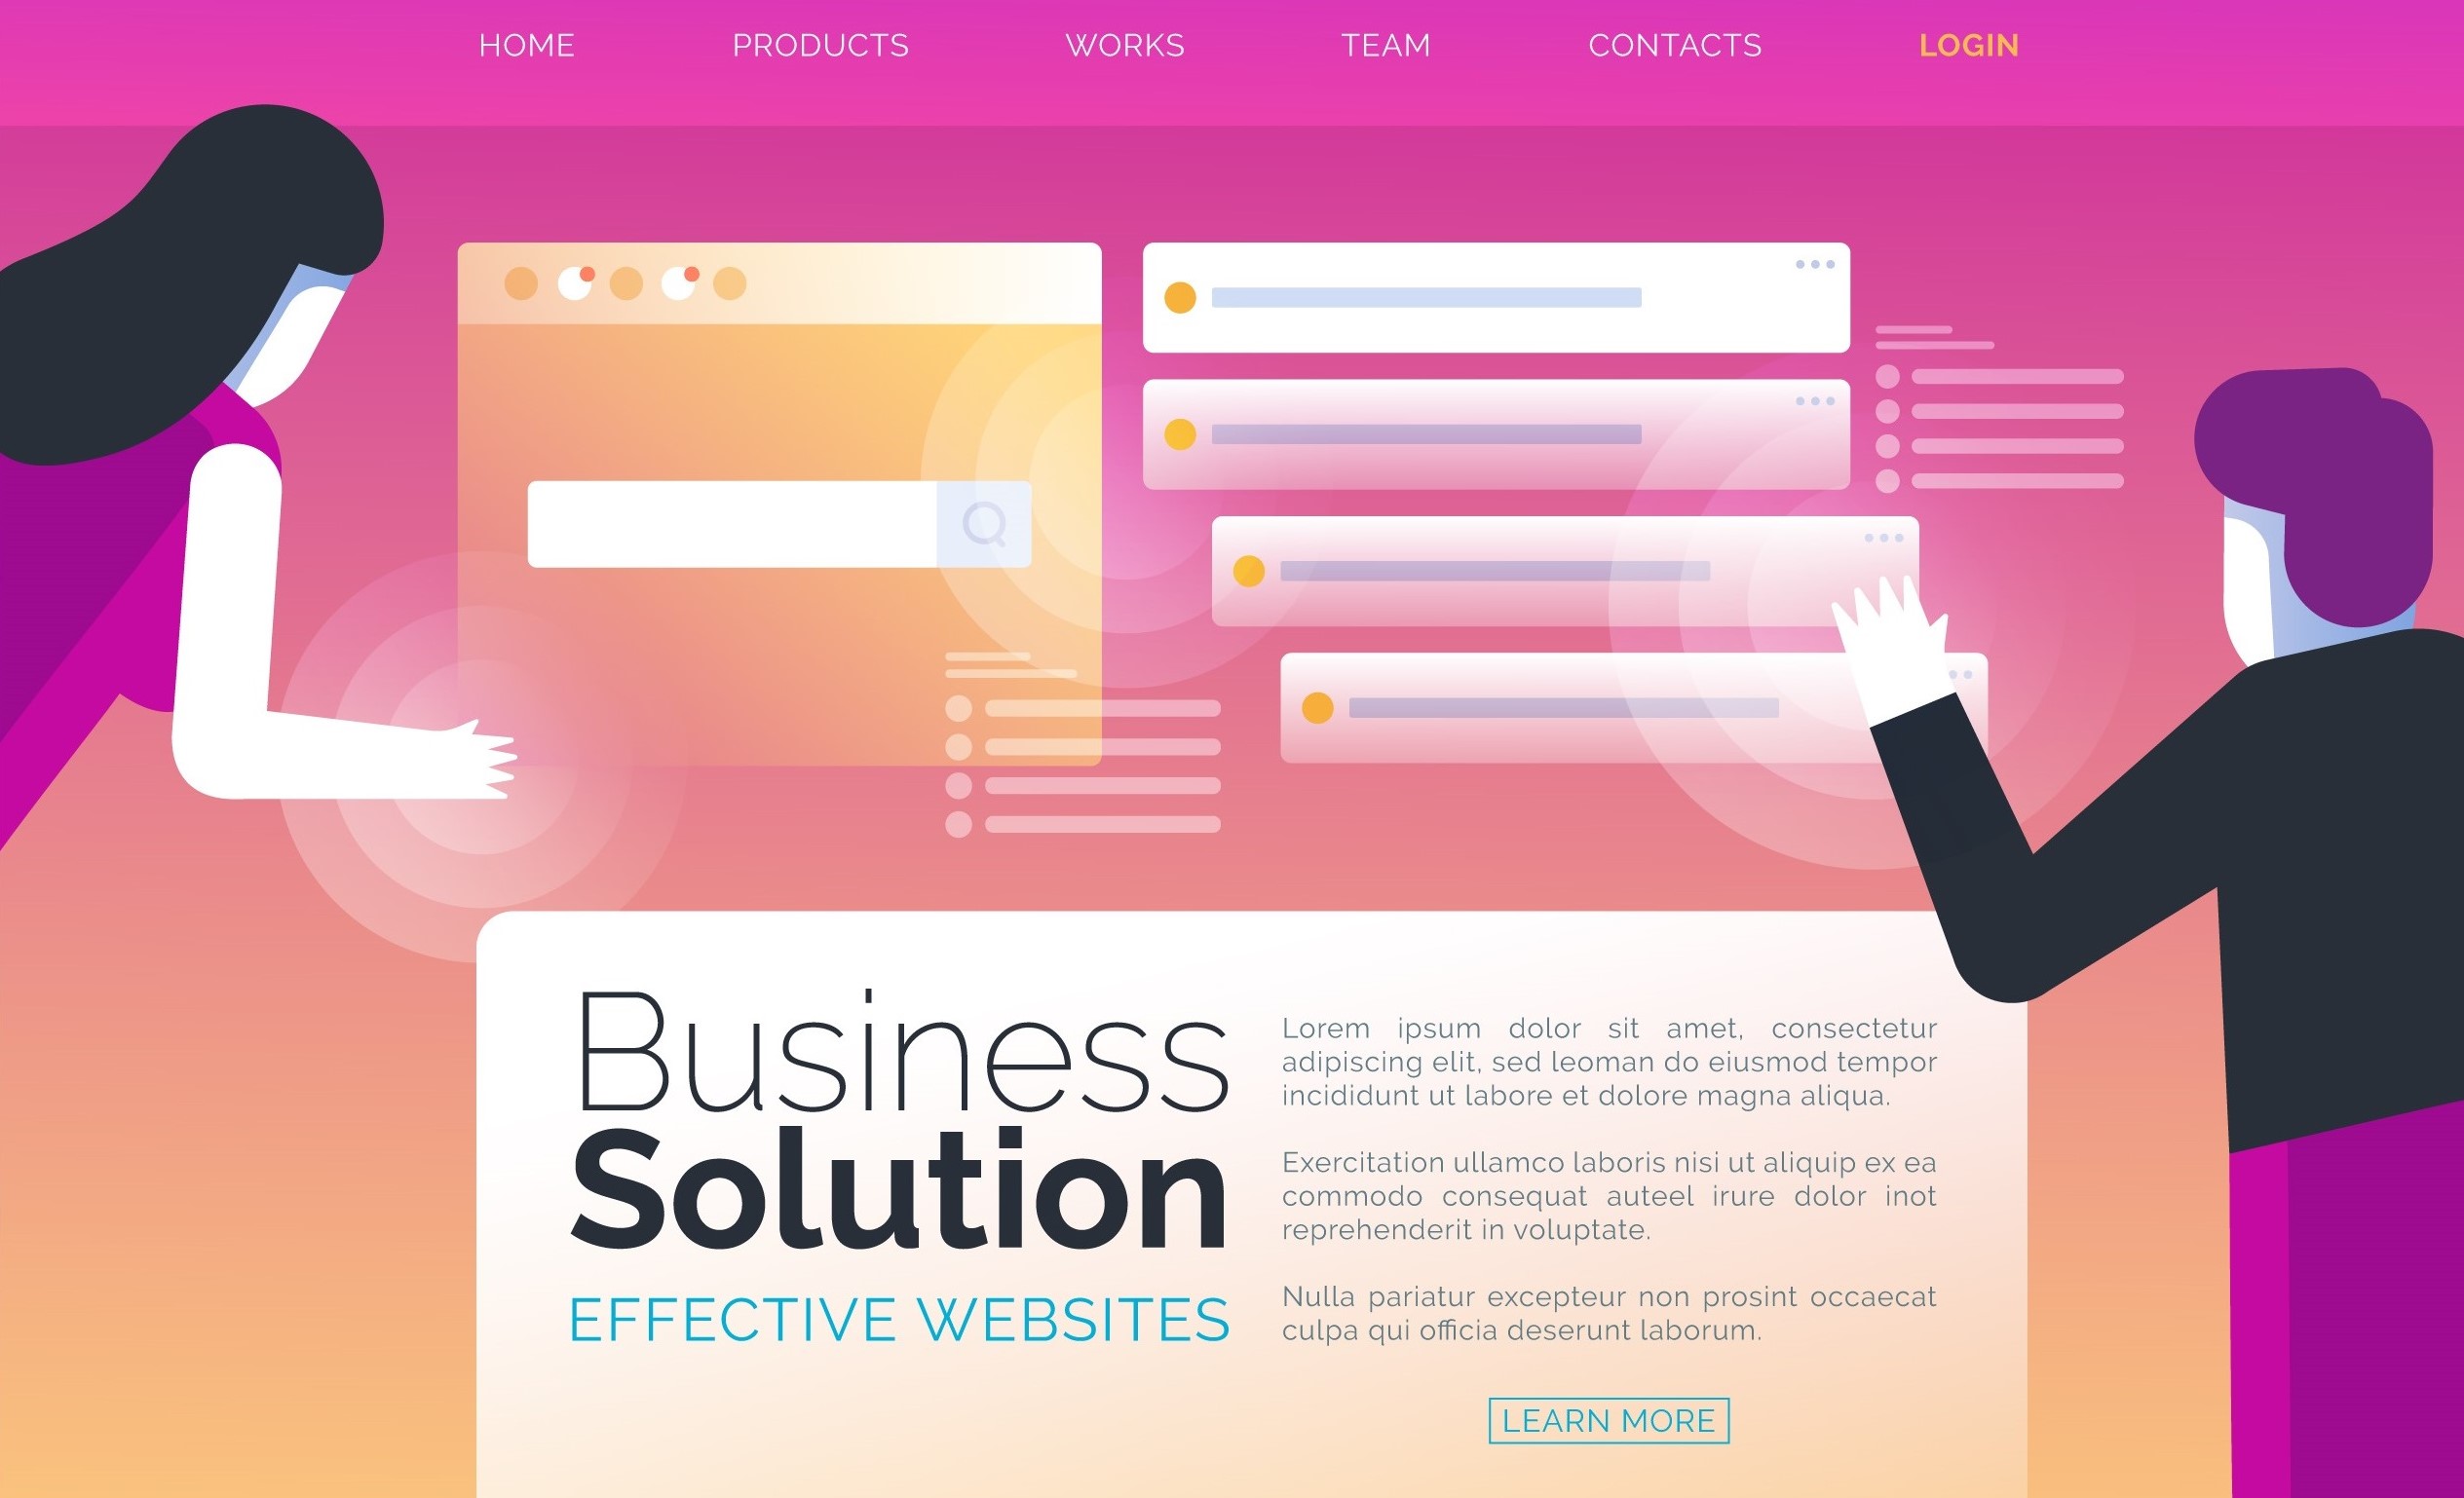 HOME PRODUCTS WORKS TEAM CONTACTS LOGIN
Business
Solution
EFFECTIVE WEBSITES
Lorem ipsum dolor sit amet, consectetur
adipiscing elit, sed leoman do eiusmod tempor
incididunt ut labore et dolore magna aliqua.
Exercitation ullamco laboris nisi ut aliquip ex ea
commodo consequat auteel irure dolor inot
reprehenderit in voluptate.
Nulla pariatur excepteur non prosint occaecat
culpa qui officia deserunt laborum.
LEARN MORE